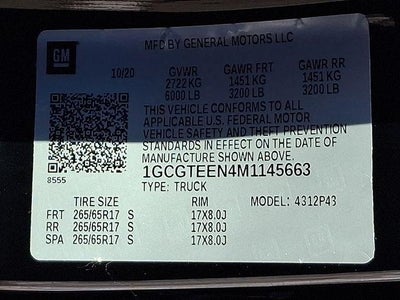 GM
MFD BY GENERAL MOTORS LLC
10/20 GVWR GAWR FRT GAWR RR
2722 KG 1451 KG 1451 KG
6000 LB 3200 LB 3200 LB
THIS VEHICLE CONFORMS TO ALL
APPLICABLE U.S. FEDERAL MOTOR
VEHICLE SAFETY AND THEFT PREVENTION
STANDARDS IN EFFECT ON THE DATE OF
MANUFACTURE SHOWN ABOVE.
8555 1GCGTEEN4M1145663
TYPE: TRUCK MODEL: 4312P43
TIRE SIZE RIM
FRT 265/65R17 S 17X8.0J
RR 265/65R17 S 17X8.0J
SPA 265/65R17 S 17X8.0J